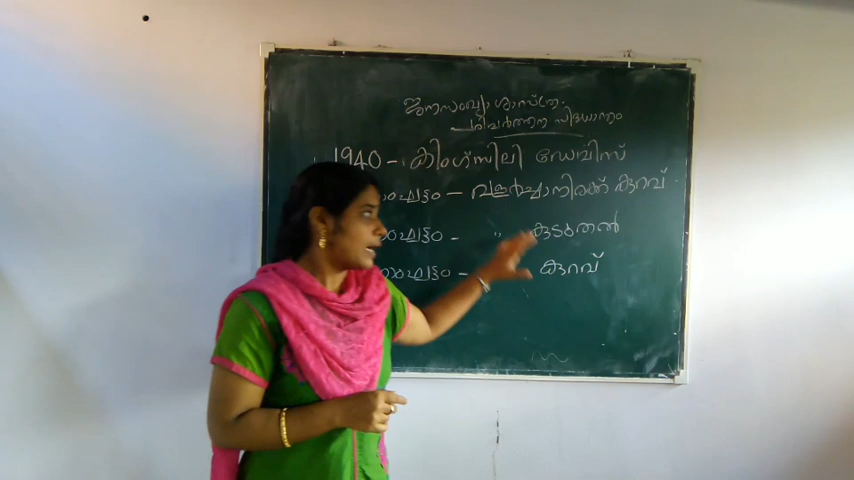 ജനസംഖ്യാശാസ്ത്ര
പരിവർത്തന സിദ്ധാന്തം
1940 - കിംഗ്സിലി ഡേവിസ്
ഘട്ടം - വളർച്ചാനിരക്ക് കുറവ്
ഘട്ടം - " കൂടുതൽ
ഘട്ടം - കുറവ്